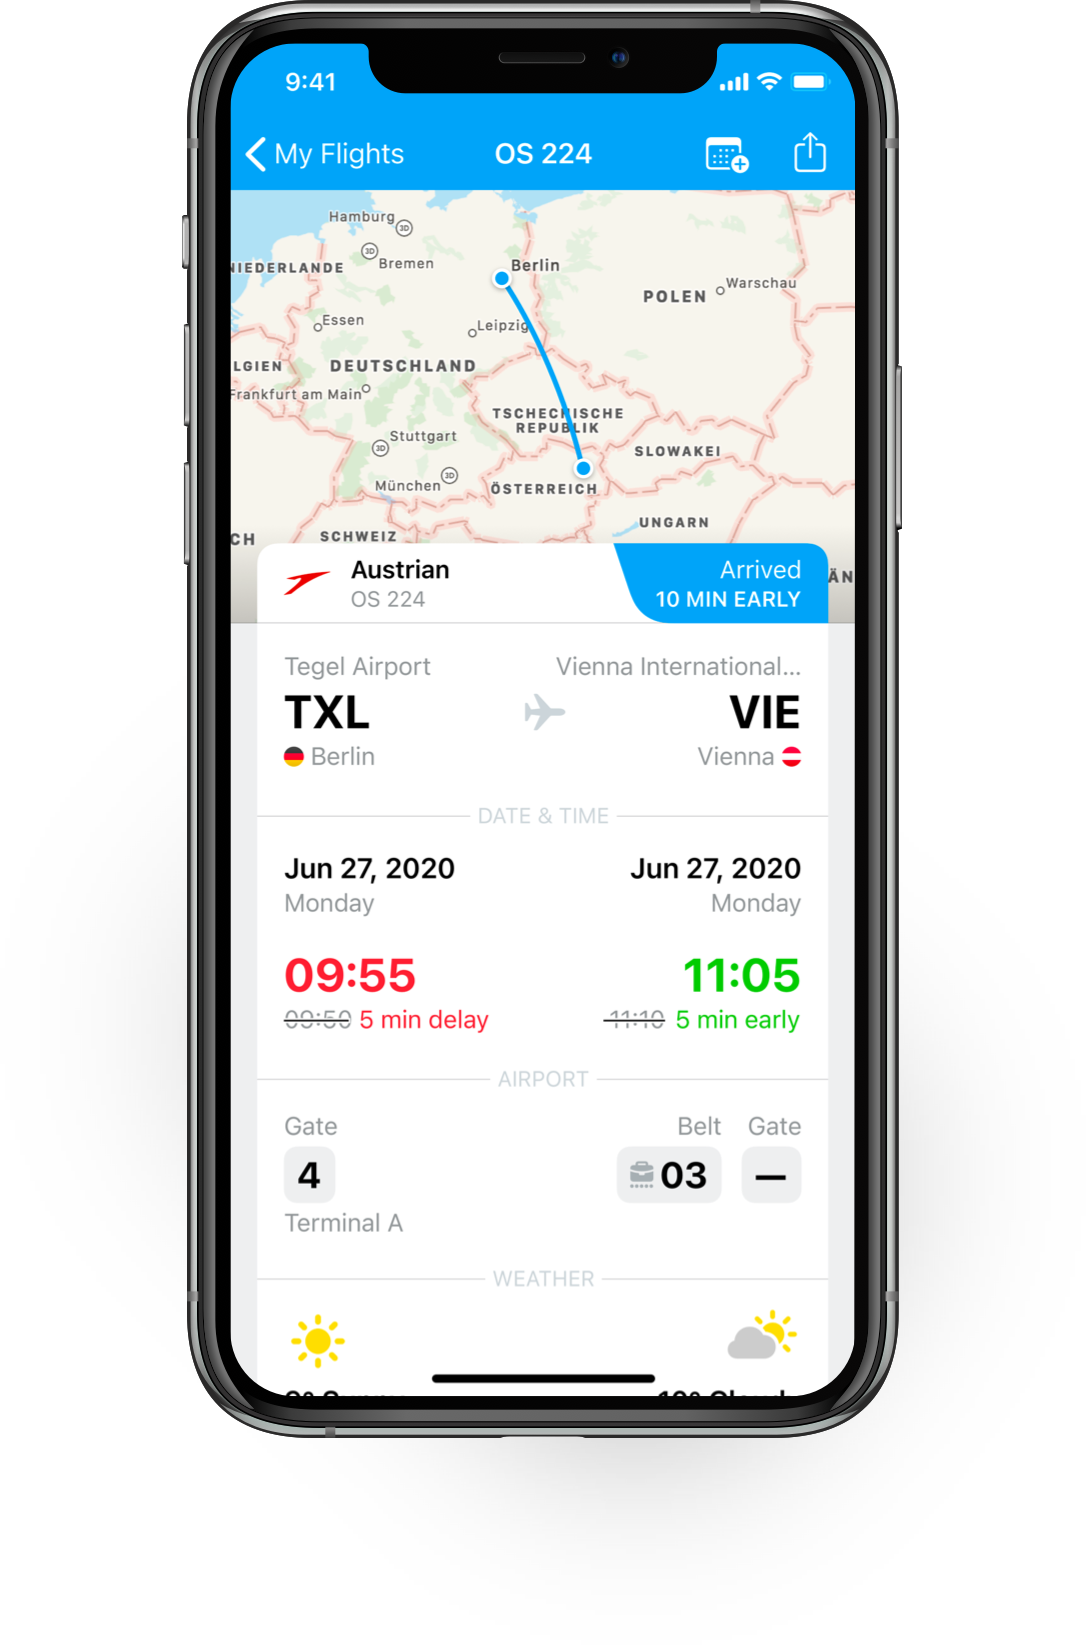 9:41
My Flights
OS 224
Hamburg
3D
3D
Bremen
NIEDERLANDE
Berlin
POLEN
Warschau
Essen
Leipzig
LGIEN
DEUTSCHLAND
Frankfurt am Main
TSCHECHISCHE
REPUBLIK
Stuttgart
3D
SLOWAKEI
München
3D
ÖSTERREICH
UNGARN
CH
SCHWEIZ
ÄN
Austrian
OS 224
Arrived
10 MIN EARLY
Tegel Airport
Vienna International...
TXL
VIE
Berlin
Vienna
DATE & TIME
Jun 27, 2020
Jun 27, 2020
Monday
Monday
09:55
11:05
09:50 5 min delay
11:10 5 min early
AIRPORT
Gate
Belt
Gate
4
03
—
Terminal A
WEATHER